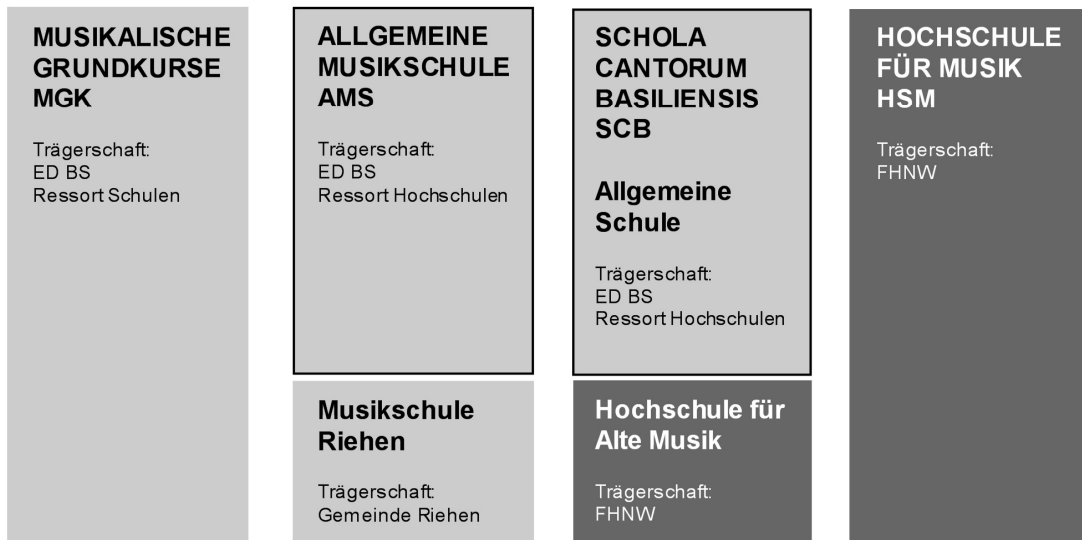 MUSIKALISCHE
GRUNDKURSE
MGK
Trägerschaft:
ED BS
Ressort Schulen
ALLGEMEINE
MUSIKSCHULE
AMS
Trägerschaft:
ED BS
Ressort Hochschulen
Musikschule
Riehen
Trägerschaft:
Gemeinde Riehen
SCHOLA
CANTORUM
BASILIENSIS
SCB
Allgemeine
Schule
Trägerschaft:
ED BS
Ressort Hochschulen
Hochschule für
Alte Musik
Trägerschaft:
FHNW
HOCHSCHULE
FÜR MUSIK
HSM
Trägerschaft:
FHNW